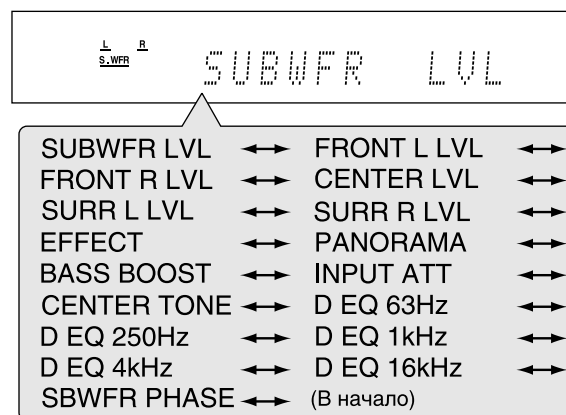 L R
S.WFR
SUBWFR LVL
SUBWFR LVL ↔ FRONT L LVL ↔
FRONT R LVL ↔ CENTER LVL ↔
SURR L LVL ↔ SURR R LVL ↔
EFFECT ↔ PANORAMA ↔
BASS BOOST ↔ INPUT ATT ↔
CENTER TONE ↔ D EQ 63Hz ↔
D EQ 250Hz ↔ D EQ 1kHz ↔
D EQ 4kHz ↔ D EQ 16kHz ↔
SBWFR PHASE ↔ (В начало)